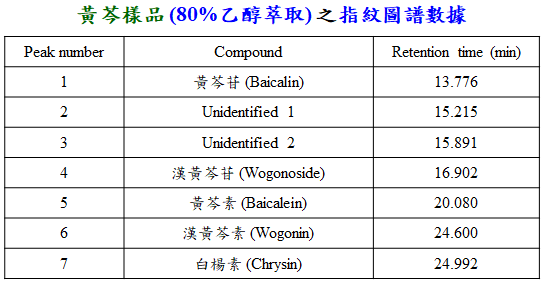 黃芩樣品(80%乙醇萃取)之指紋圖譜數據
Peak number Compound Retention time (min)
1 黃芩苷(Baicalin) 13.776
2 Unidentified 1 15.215
3 Unidentified 2 15.891
4 漢黃芩苷(Wogonoside) 16.902
5 黃芩素(Baicalein) 20.080
6 漢黃芩素(Wogonin) 24.600
7 白楊素(Chrysin) 24.992